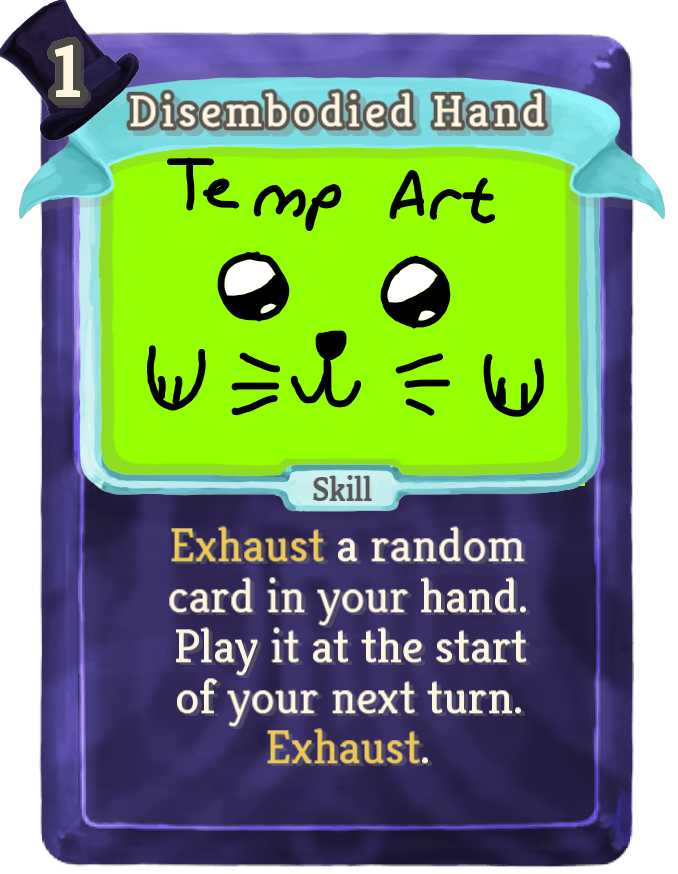 1
Disembodied Hand
Temp Art
Skill
Exhaust a random
card in your hand.
Play it at the start
of your next turn.
Exhaust.